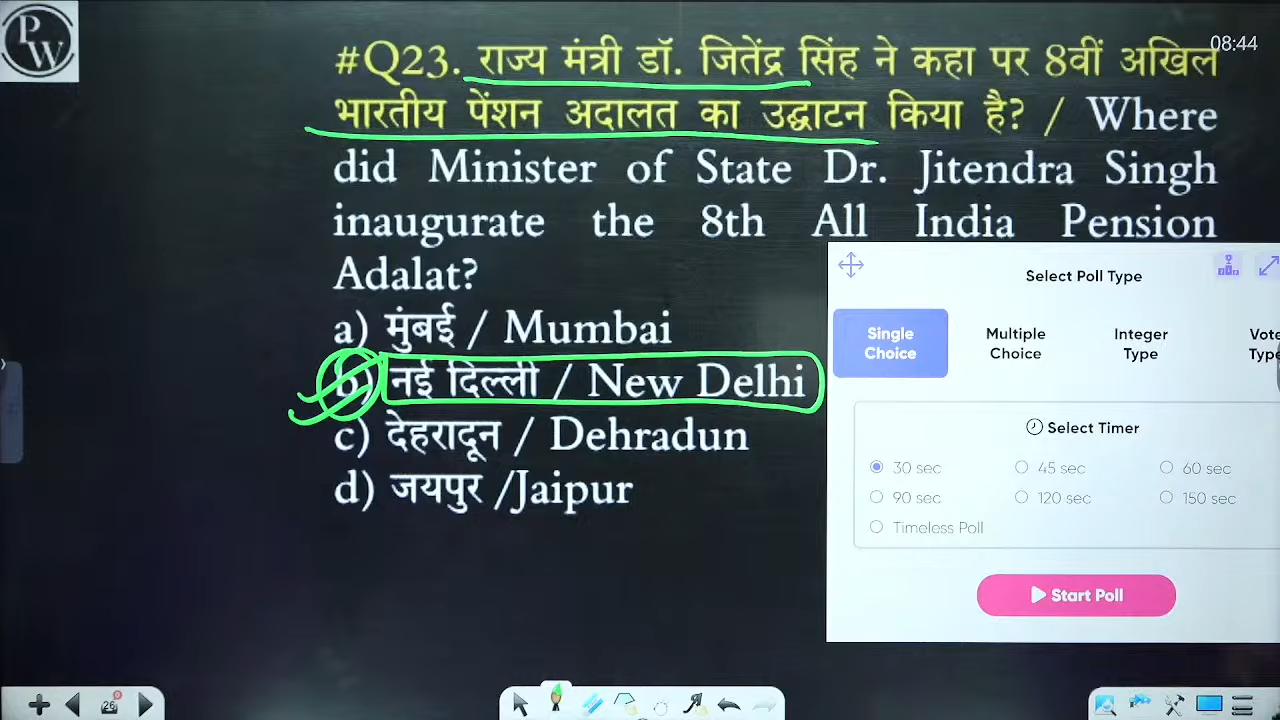 PW
08:44
#Q23. राज्य मंत्री डॉ. जितेंद्र सिंह ने कहा पर 8वीं अखिल
भारतीय पेंशन अदालत का उद्घाटन किया है? / Where
did Minister of State Dr. Jitendra Singh
inaugurate the 8th All India Pension
Adalat?
a) मुंबई / Mumbai
b) नई दिल्ली / New Delhi
c) देहरादून / Dehradun
d) जयपुर /Jaipur
Select Poll Type
Single Choice
Multiple Choice
Integer Type
Vote Type
Select Timer
30 sec 45 sec 60 sec
90 sec 120 sec 150 sec
Timeless Poll
Start Poll
26